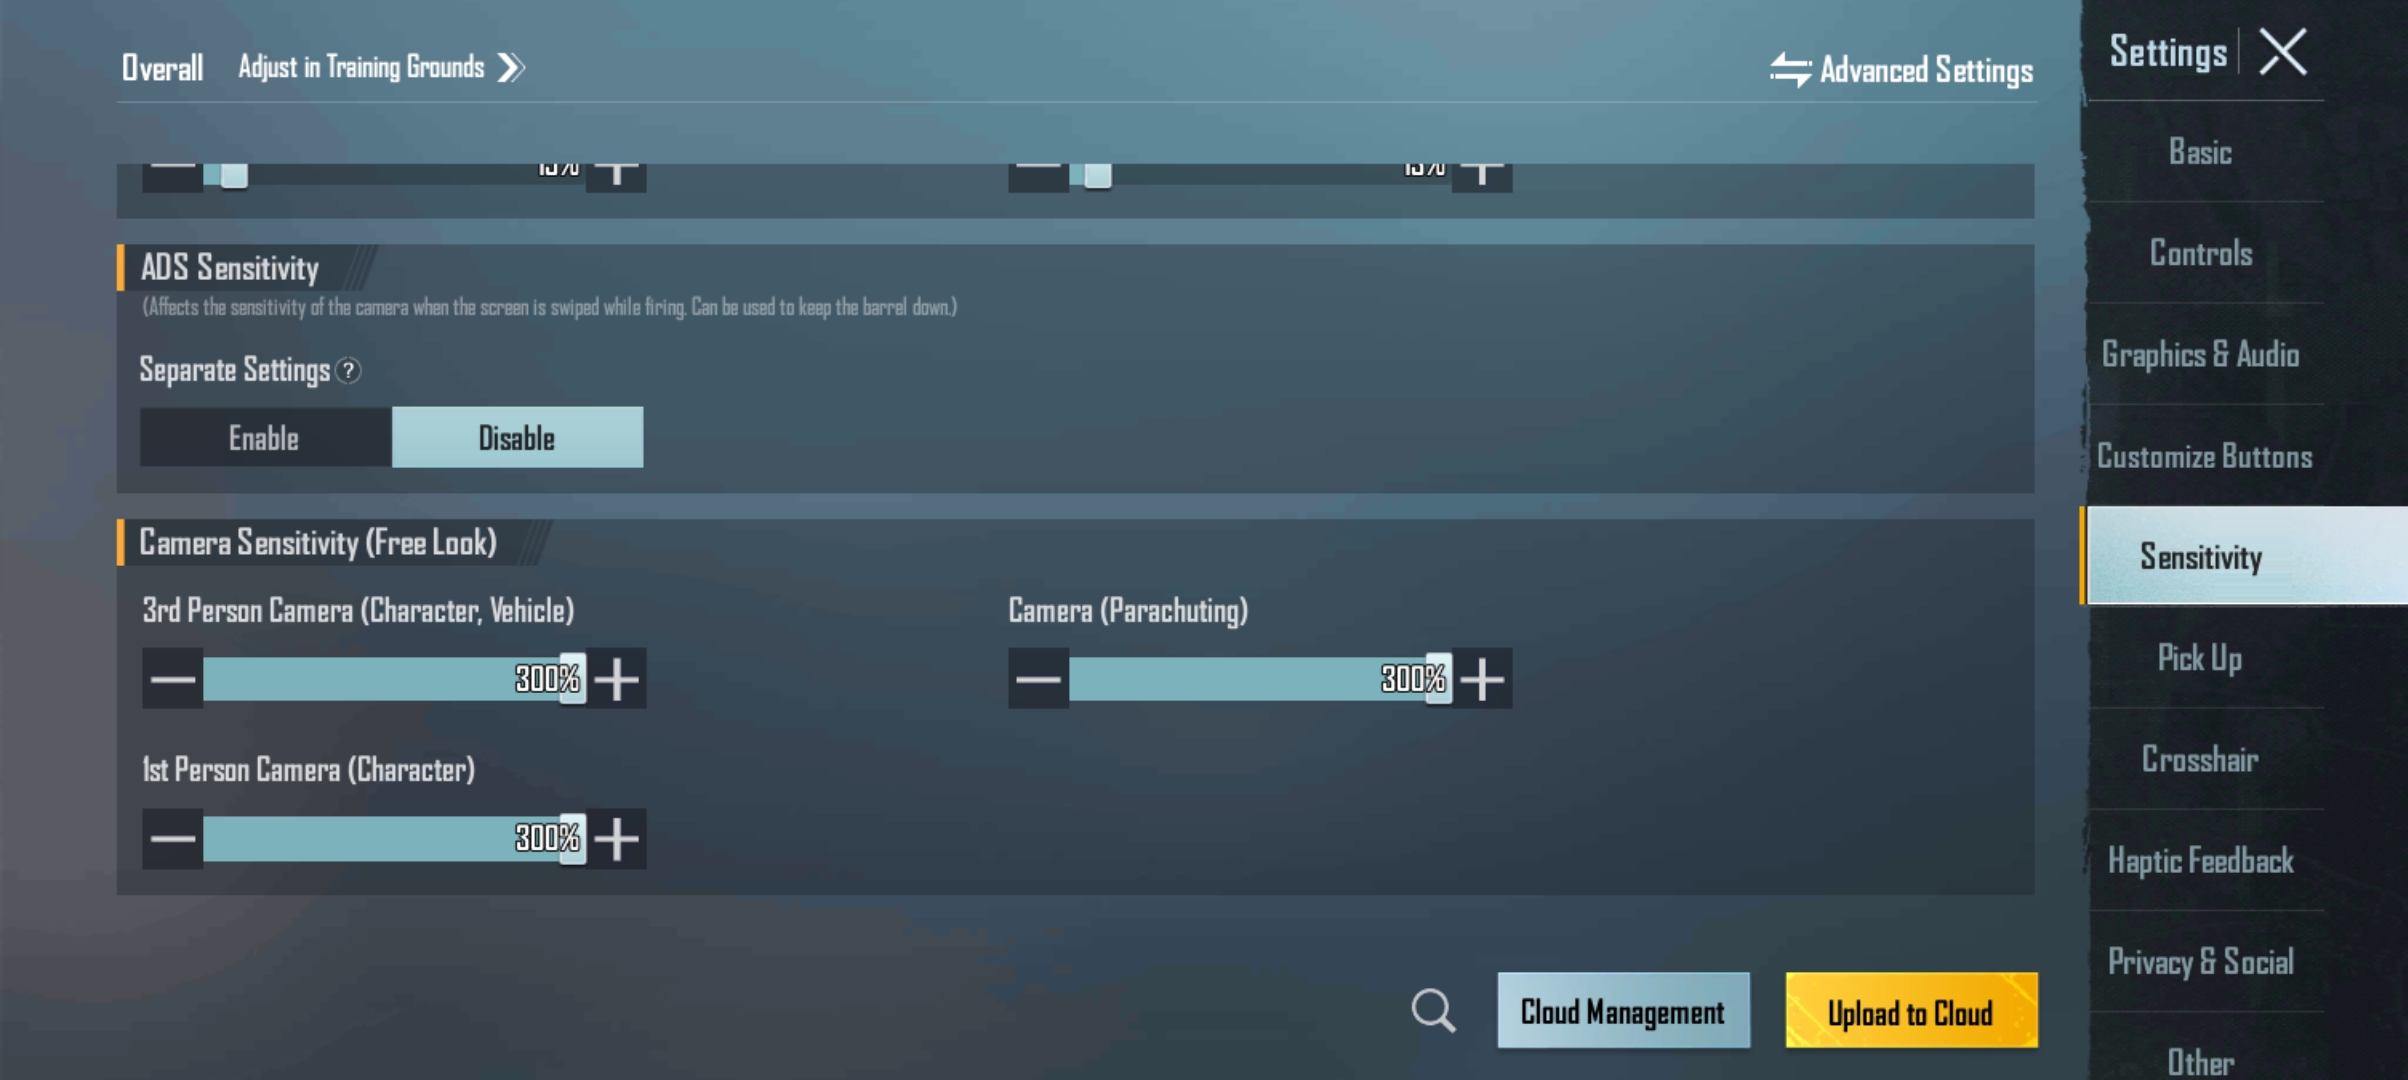 Overall Adjust in Training Grounds
Advanced Settings
Settings
ADS Sensitivity
(Affects the sensitivity of the camera when the screen is swiped while firing. Can be used to keep the barrel down.)
Separate Settings ?
Enable Disable
Camera Sensitivity (Free Look)
3rd Person Camera (Character, Vehicle)
300%
Camera (Parachuting)
300%
1st Person Camera (Character)
300%
Cloud Management
Upload to Cloud
Basic
Controls
Graphics & Audio
Customize Buttons
Sensitivity
Pick Up
Crosshair
Haptic Feedback
Privacy & Social
Other